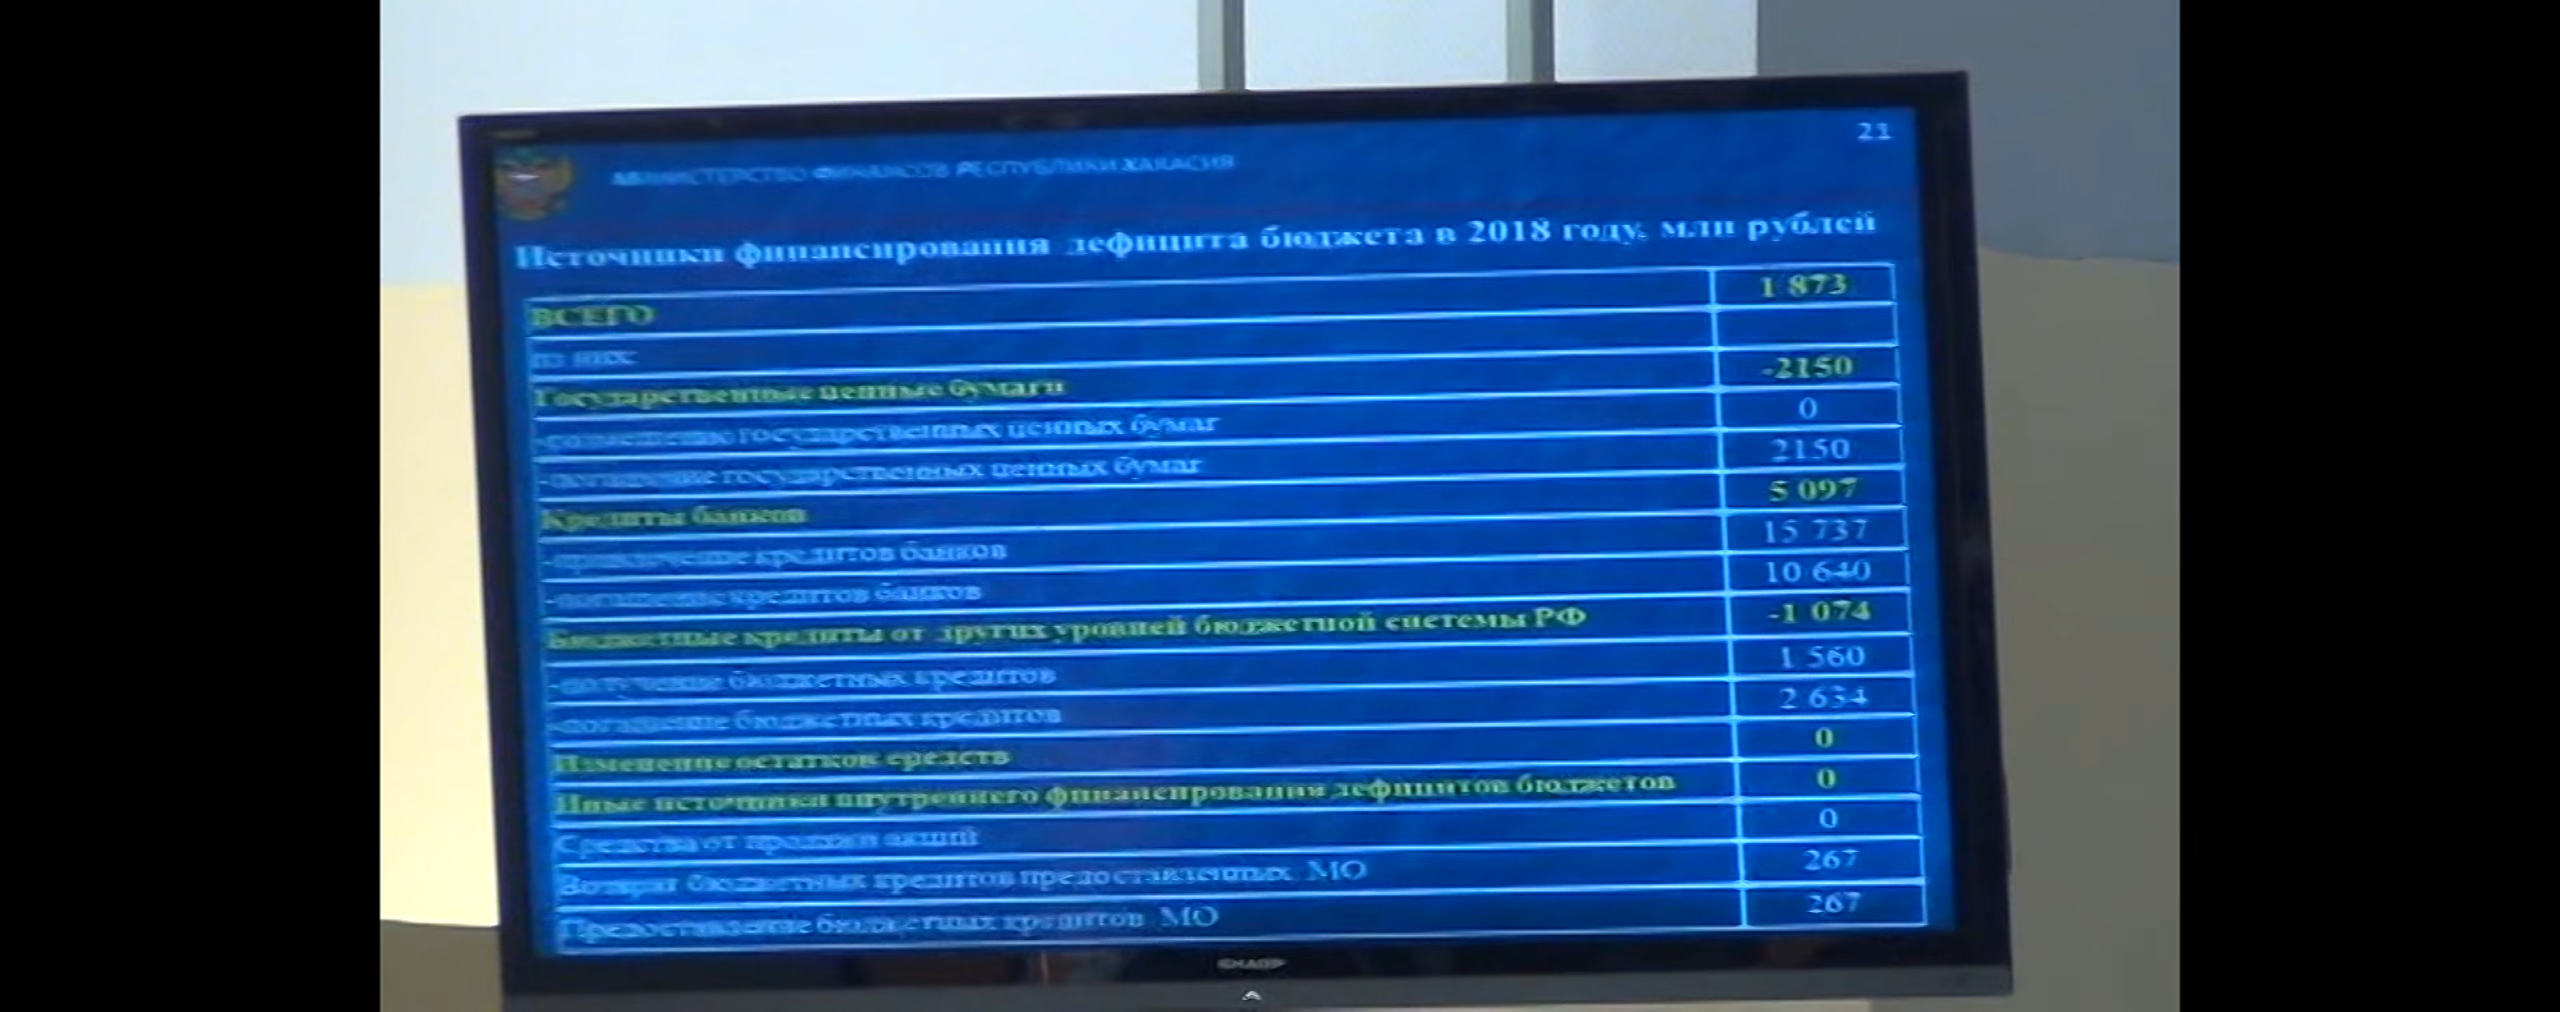 21
МИНИСТЕРСТВО ФИНАНСОВ РЕСПУБЛИКИ ХАКАСИЯ
Источники финансирования дефицита бюджета в 2018 году, млн рублей
ВСЕГО 1 873
из них:
Государственные ценные бумаги -2150
-размещение государственных ценных бумаг 0
-погашение государственных ценных бумаг 2150
Кредиты банков 5 097
-привлечение кредитов банков 15 737
-погашение кредитов банков 10 640
Бюджетные кредиты от других уровней бюджетной системы РФ -1 074
-получение бюджетных кредитов 1 560
-погашение бюджетных кредитов 2 634
Изменение остатков средств 0
Иные источники внутреннего финансирования дефицитов бюджетов 0
Средства от продажи акций 0
Возврат бюджетных кредитов предоставленных МО 267
Предоставление бюджетных кредитов МО 267
SHARP